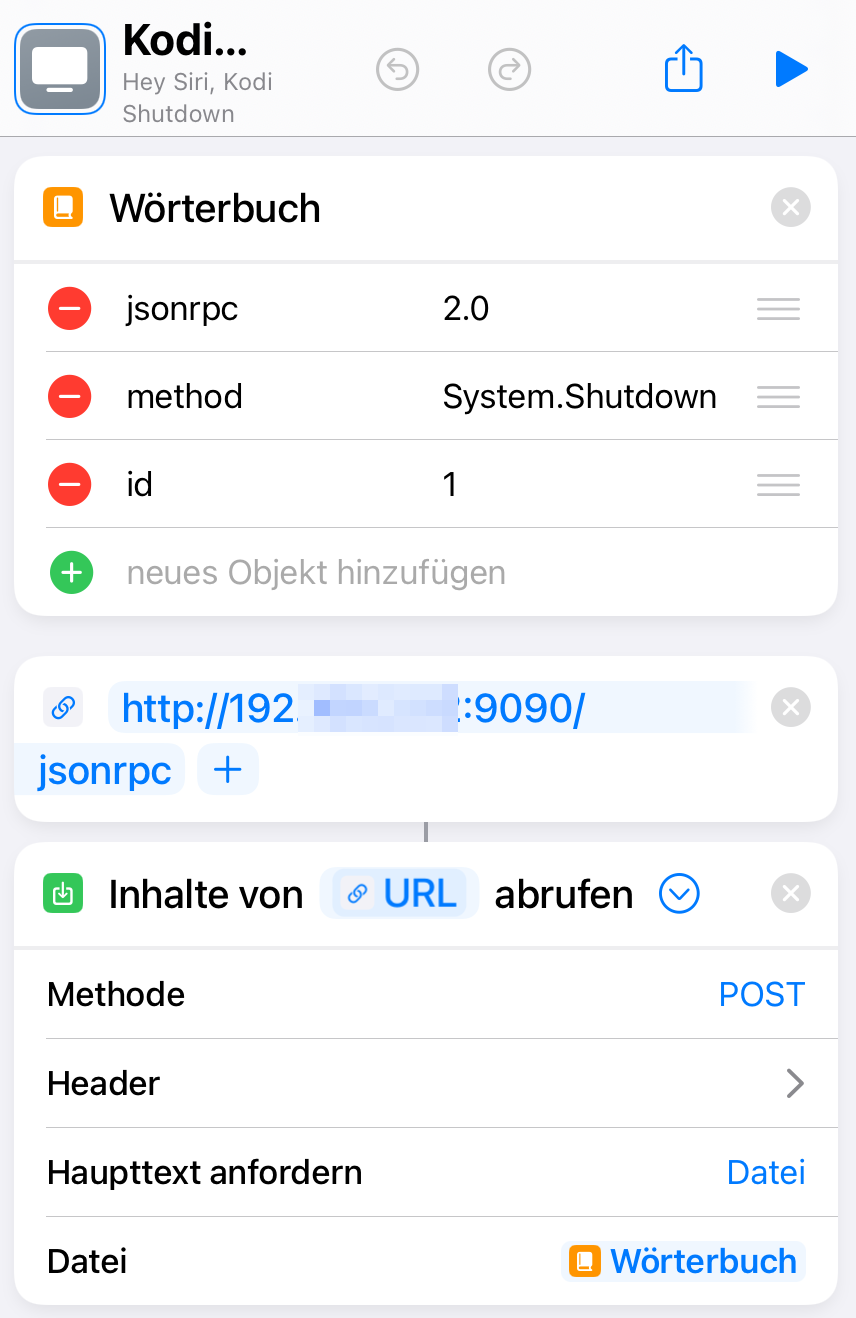 Kodi...
Hey Siri, Kodi
Shutdown
Wörterbuch
jsonrpc 2.0
method System.Shutdown
id 1
neues Objekt hinzufügen
http://192. :9090/
jsonrpc
Inhalte von URL abrufen
Methode POST
Header
Haupttext anfordern Datei
Datei Wörterbuch